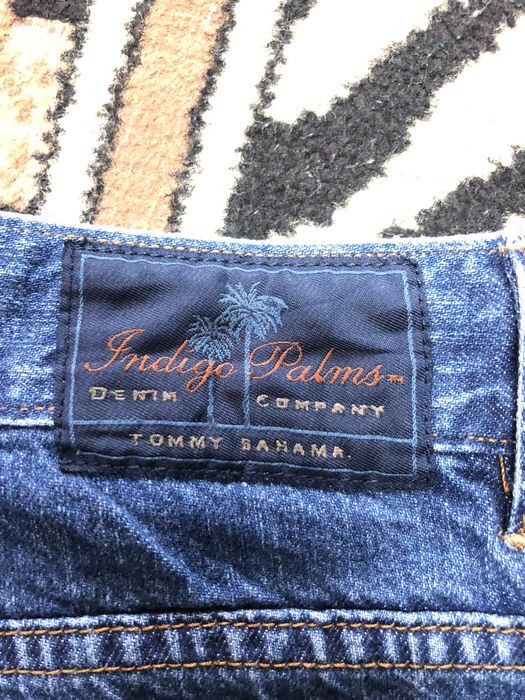 Indigo Palms™
DENIM COMPANY
TOMMY BAHAMA.